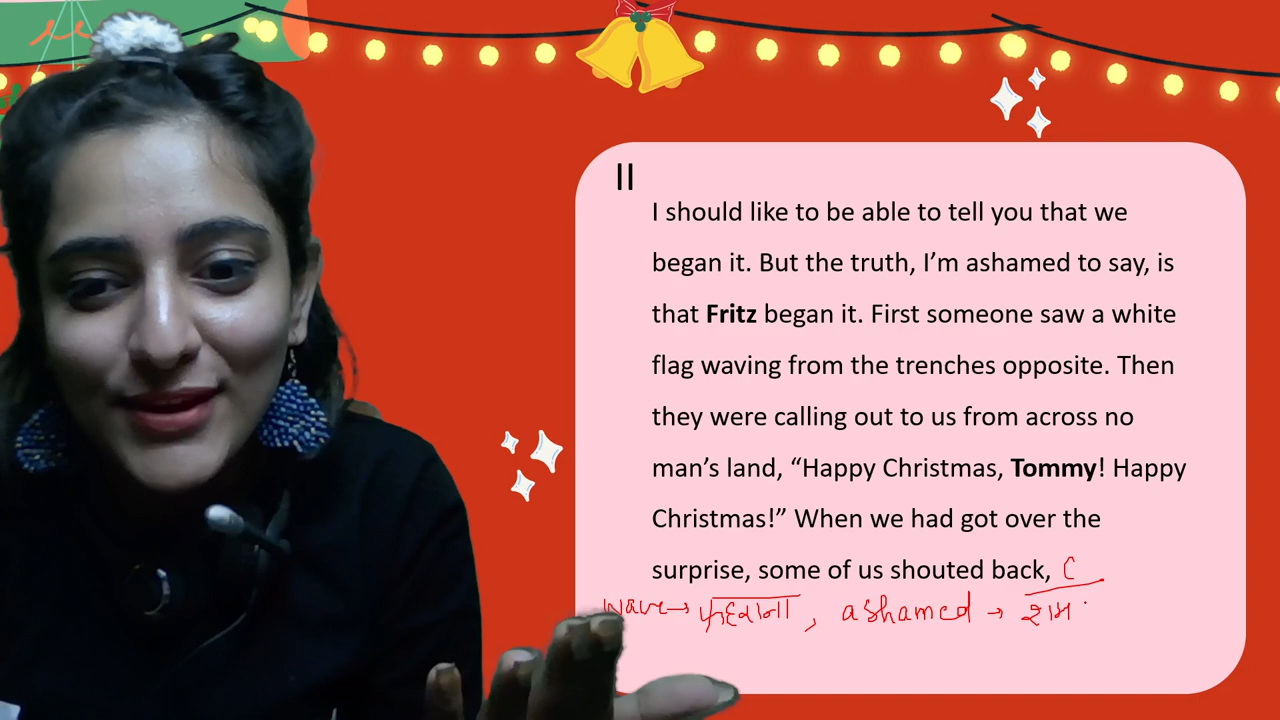 II
I should like to be able to tell you that we
began it. But the truth, I’m ashamed to say, is
that Fritz began it. First someone saw a white
flag waving from the trenches opposite. Then
they were calling out to us from across no
man’s land, “Happy Christmas, Tommy! Happy
Christmas!” When we had got over the
surprise, some of us shouted back,
wave → , ashamed → शर्म